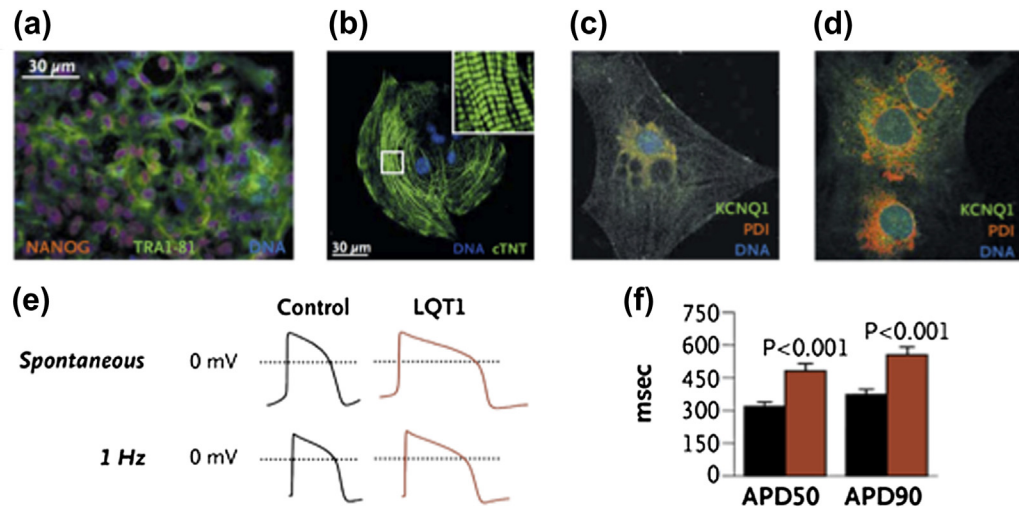 (a)
30 µm
NANOG TRA1-81 DNA
(b)
30 µm DNA cTNT
(c)
KCNQ1
PDI
DNA
(d)
KCNQ1
PDI
DNA
(e)
Control LQT1
Spontaneous 0 mV
1 Hz 0 mV
(f)
750
600
450
300
150
0
msec
P<0.001
P<0.001
APD50 APD90